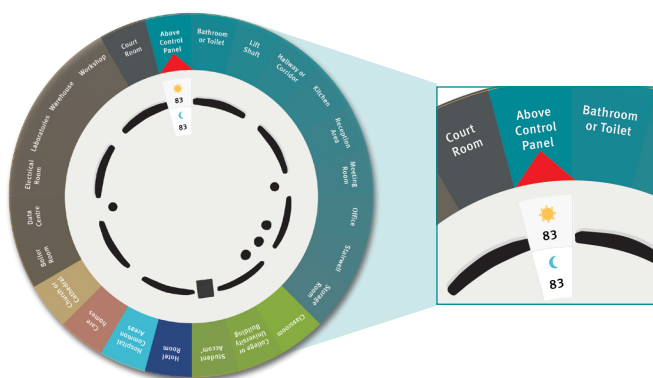 Above
Control
Panel
Bathroom
or Toilet
Lift
Shaft
Hallway or
Corridor
Kitchen
Reception
Area
Meeting
Room
Office
Stairwell
Storage
Room
Classroom
College or
University
Building
Student
Accom'
Hotel
Room
Hospital
Common
Areas
Care
homes
Church or
Cathedral
Boiler
Room
Data
Centre
Electrical
Room
Laboratories
Warehouse
Workshop
Court
Room
83
83
Court
Room
Above
Control
Panel
Bathroom
or Toilet
83
83